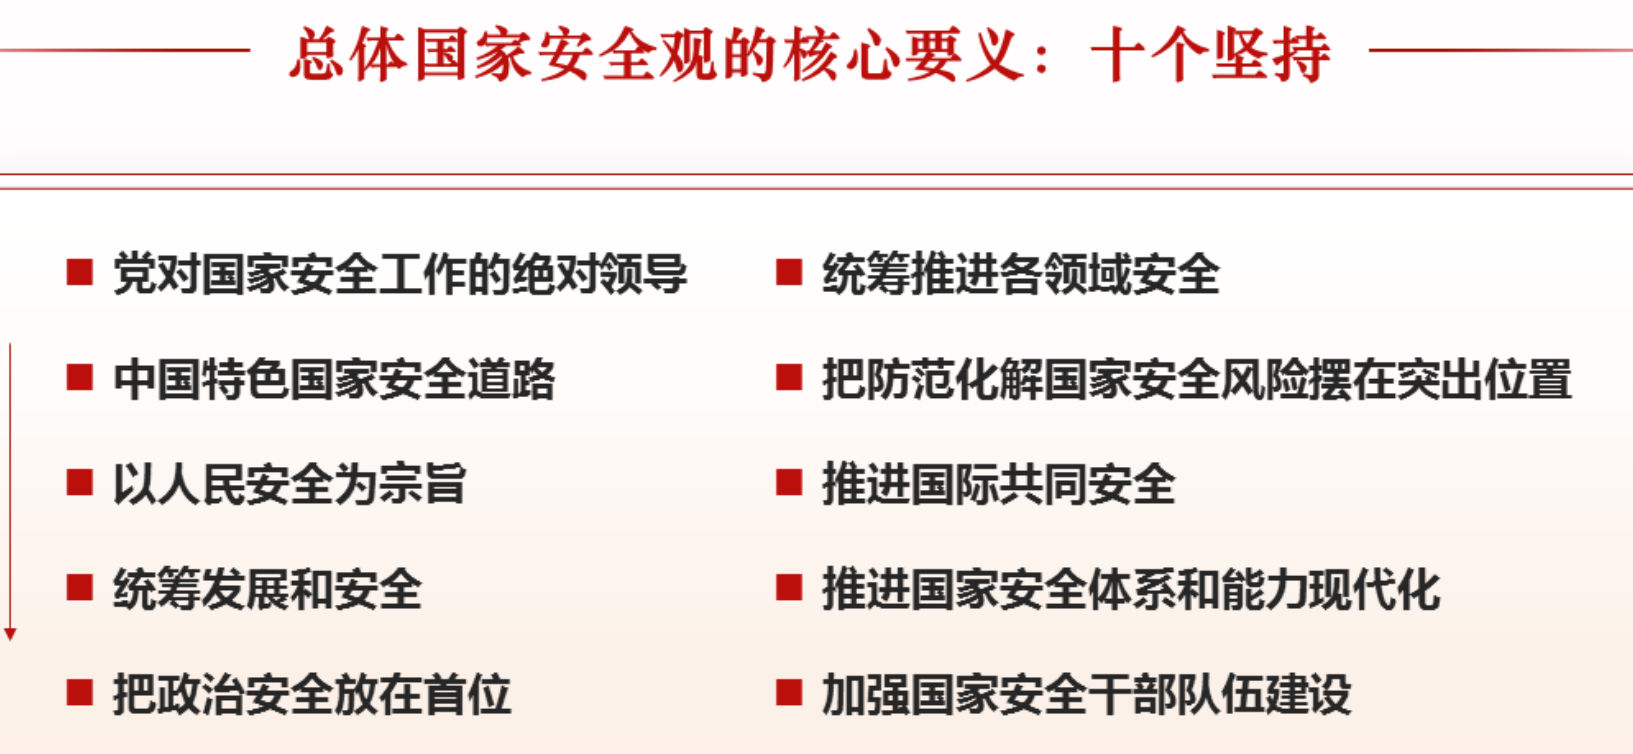 总体国家安全观的核心要义：十个坚持
党对国家安全工作的绝对领导
中国特色国家安全道路
以人民安全为宗旨
统筹发展和安全
把政治安全放在首位
统筹推进各领域安全
把防范化解国家安全风险摆在突出位置
推进国际共同安全
推进国家安全体系和能力现代化
加强国家安全干部队伍建设